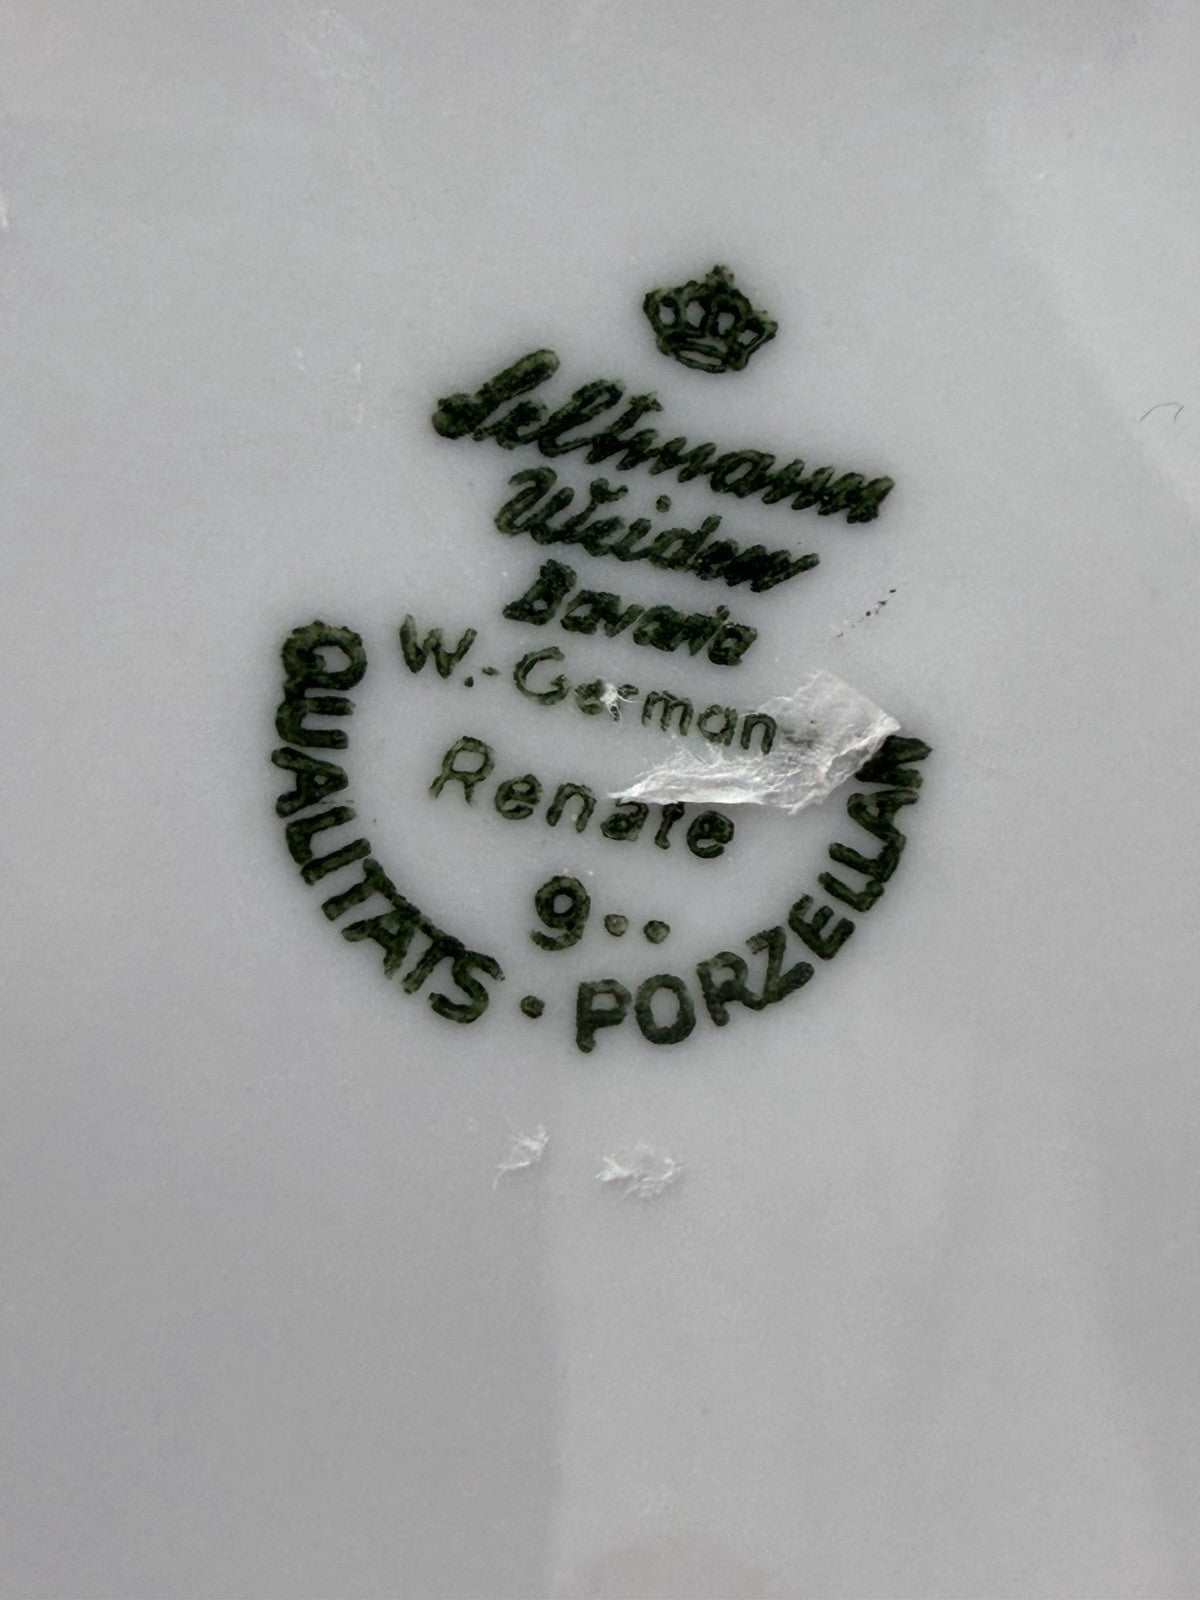 Seltmann
Weiden
Bavaria
W.-German
Renate
9..
QUALITÄTS · PORZELLAN